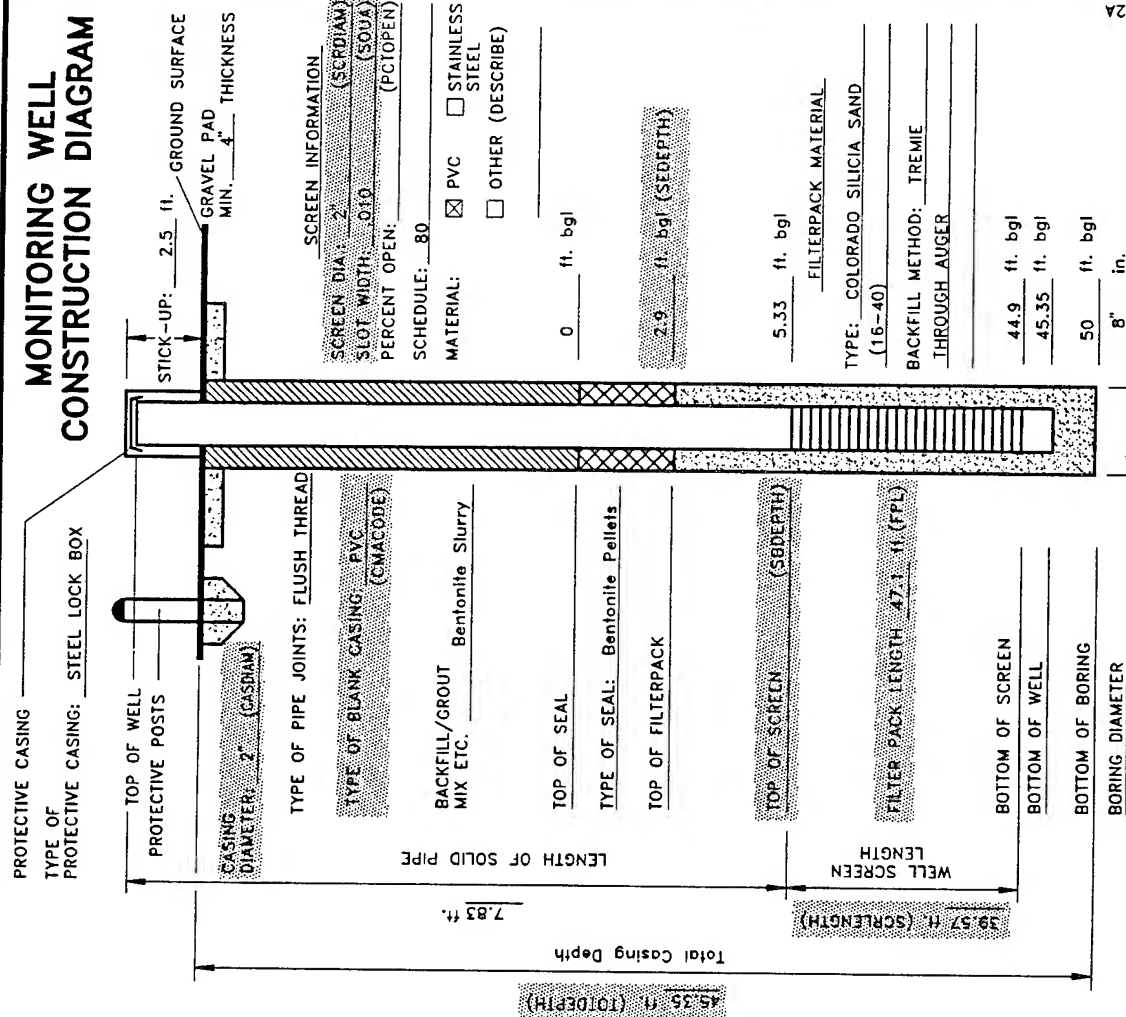 MONITORING WELL
CONSTRUCTION DIAGRAM
PROTECTIVE CASING
TYPE OF
PROTECTIVE CASING: STEEL LOCK BOX
TOP OF WELL
PROTECTIVE POSTS
STICK-UP: 2.5 ft.
GROUND SURFACE
GRAVEL PAD
MIN. 4" THICKNESS
CASING
DIAMETER: 2" (CASDIAM)
TYPE OF PIPE JOINTS: FLUSH THREAD
TYPE OF BLANK CASING PVC
(CMACODE)
BACKFILL/GROUT
MIX ETC. Bentonite Slurry
SCREEN INFORMATION
SCREEN DIA: 2" (SCRDIAM)
SLOT WIDTH: .010 (SOUA)
PERCENT OPEN: (PCTOPEN)
SCHEDULE: 80
MATERIAL: ☒ PVC ☐ STAINLESS
STEEL
☐ OTHER (DESCRIBE)
TOP OF SEAL
0 ft. bgl
TYPE OF SEAL: Bentonite Pellets
TOP OF FILTERPACK
2.9 ft. bgl (SEDEPTH)
TOP OF SCREEN (SBDEPTH)
5.33 ft. bgl
FILTERPACK MATERIAL
TYPE: COLORADO SILICIA SAND
(16-40)
BACKFILL METHOD: TREMIE
THROUGH AUGER
FILTER PACK LENGTH 47.1 ft (FPL)
BOTTOM OF SCREEN
44.9 ft. bgl
BOTTOM OF WELL
45.35 ft. bgl
BOTTOM OF BORING
50 ft. bgl
BORING DIAMETER
8" in.
LENGTH OF SOLID PIPE
7.83 ft.
WELL SCREEN
LENGTH
39.57 ft. (SCRLENGTH)
Total Casing Depth
45.35 ft. (TOTDEPTH)
2A